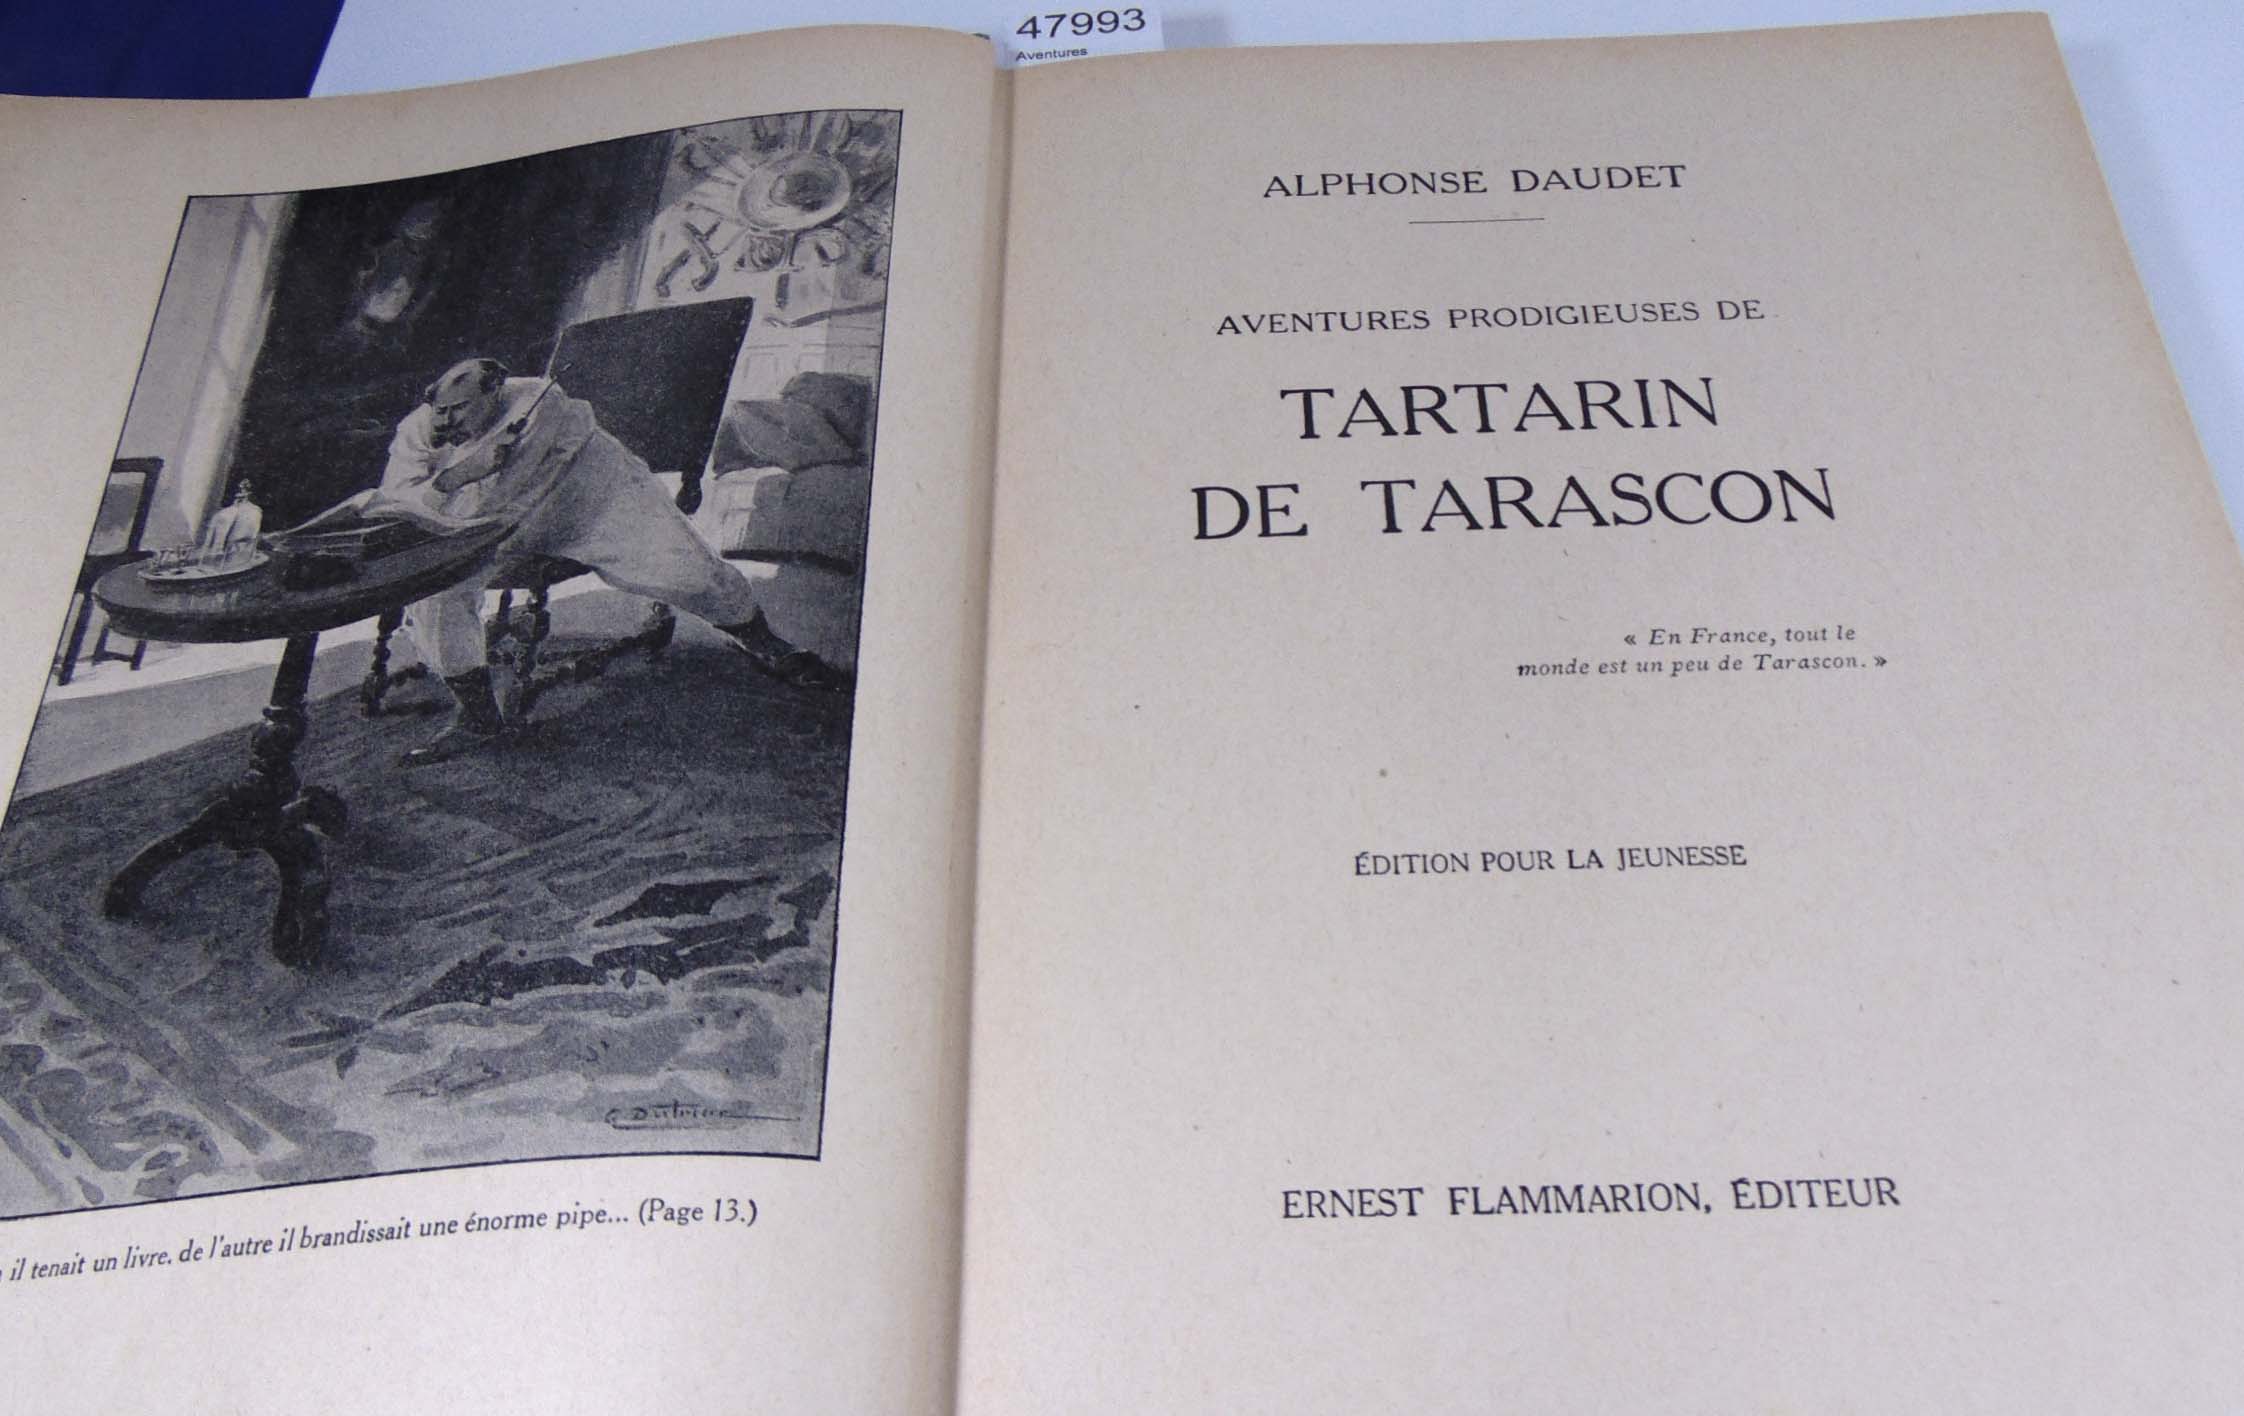 47993
Aventures
C Dutriac
il tenait un livre, de l'autre il brandissait une énorme pipe... (Page 13.)
ALPHONSE DAUDET
AVENTURES PRODIGIEUSES DE
TARTARIN
DE TARASCON
« En France, tout le
monde est un peu de Tarascon. »
ÉDITION POUR LA JEUNESSE
ERNEST FLAMMARION, ÉDITEUR